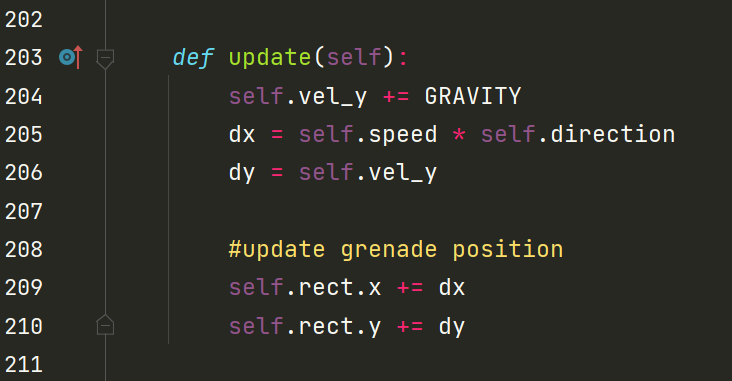 202
203 def update(self):
204 self.vel_y += GRAVITY
205 dx = self.speed * self.direction
206 dy = self.vel_y
207
208 #update grenade position
209 self.rect.x += dx
210 self.rect.y += dy
211